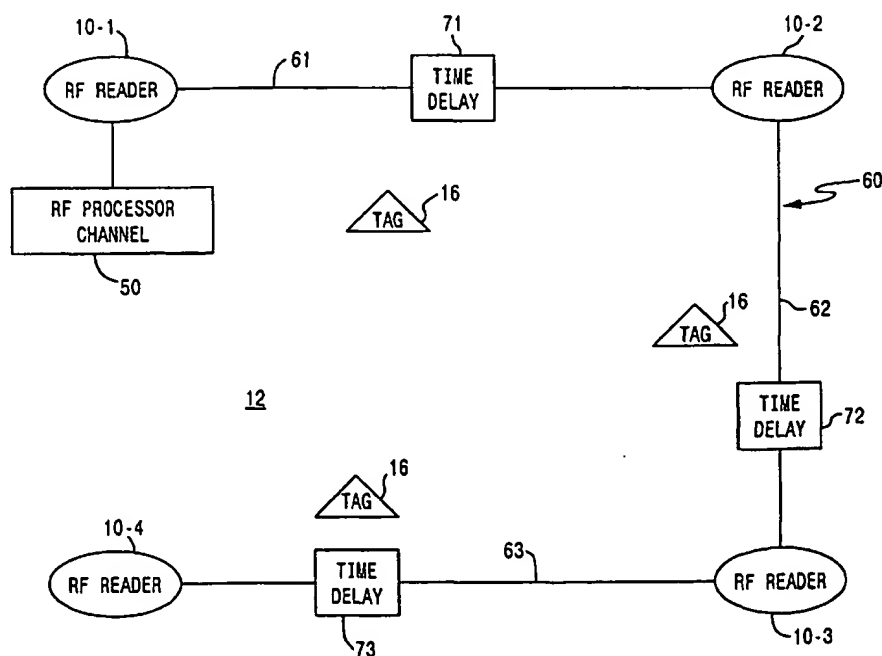 10-1
61
71
10-2
RF READER
TIME
DELAY
RF READER
60
RF PROCESSOR
CHANNEL
50
16
TAG
16
TAG
62
12
TIME
DELAY
72
16
TAG
10-4
63
RF READER
TIME
DELAY
RF READER
73
10-3